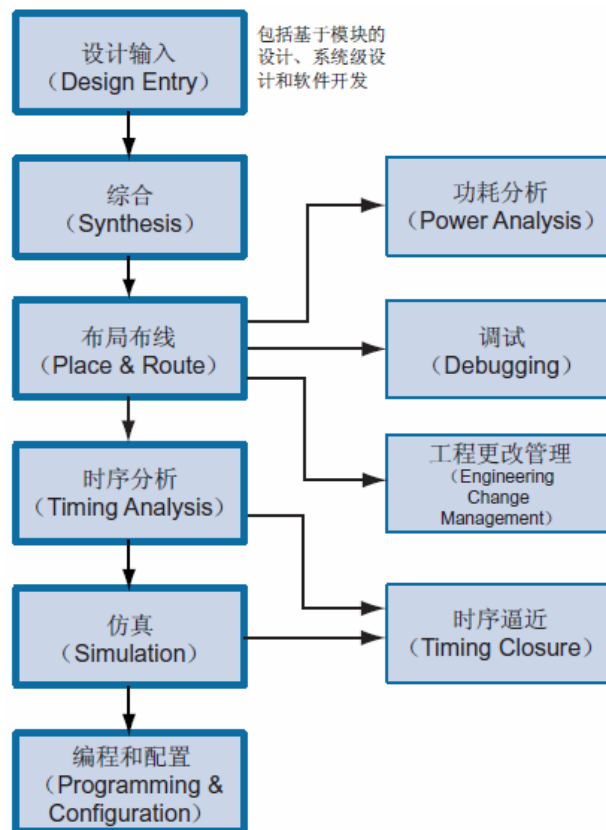 设计输入
（Design Entry）
包括基于模块的
设计、系统级设
计和软件开发
综合
（Synthesis）
功耗分析
（Power Analysis）
布局布线
（Place & Route）
调试
（Debugging）
工程更改管理
（Engineering
Change
Management）
时序分析
（Timing Analysis）
仿真
（Simulation）
时序逼近
（Timing Closure）
编程和配置
（Programming &
Configuration）